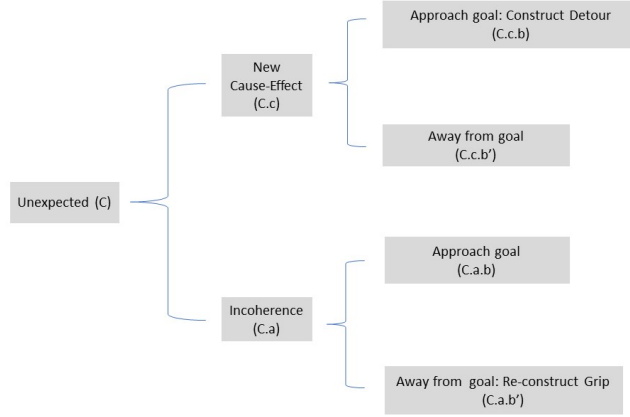 Approach goal: Construct Detour
(C.c.b)
New
Cause-Effect
(C.c)
Away from goal
(C.c.b’)
Unexpected (C)
Approach goal
(C.a.b)
Incoherence
(C.a)
Away from  goal: Re-construct Grip
(C.a.b’)